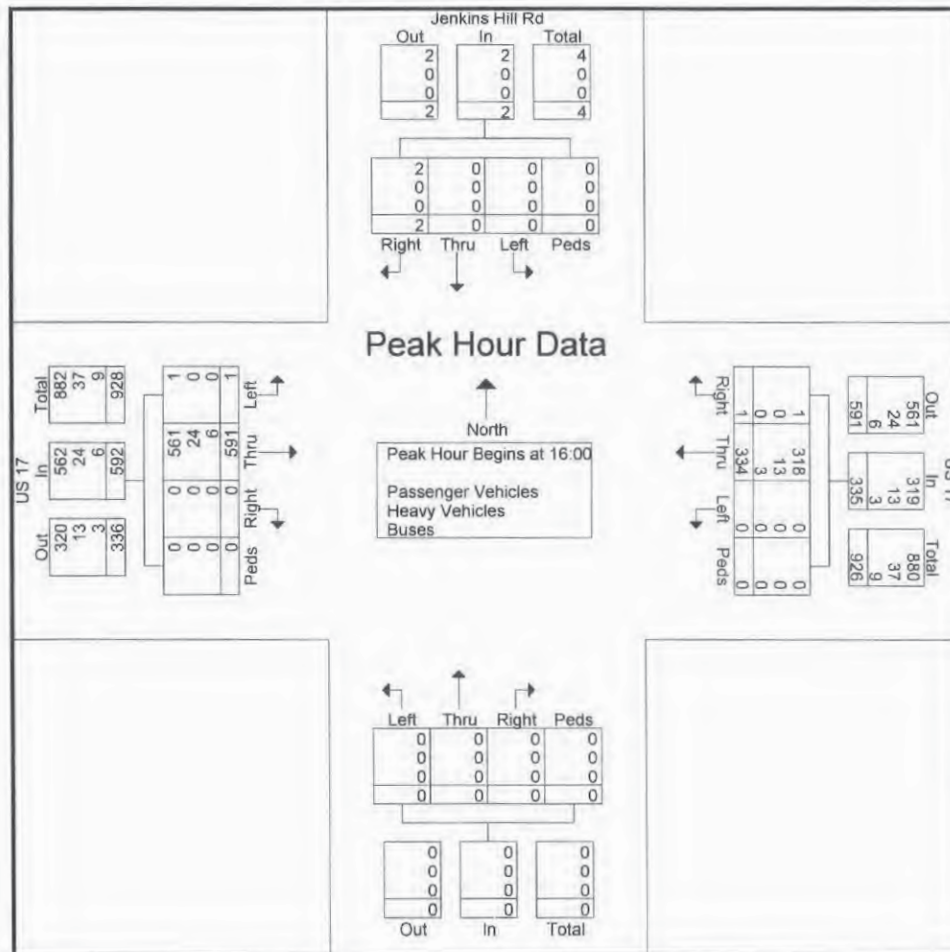 Jenkins Hill Rd
Out In Total
2 2 4
0 0 0
0 0 0
2 2 4
2 0 0 0
0 0 0 0
0 0 0 0
2 0 0 0
Right Thru Left Peds
Peak Hour Data
North
Peak Hour Begins at 16:00
Passenger Vehicles
Heavy Vehicles
Buses
US 17
Total In Out
882 562 320
37 24 13
9 6 3
928 592 336
Left Thru Right Peds
1 561 0 0
0 24 0 0
0 6 0 0
1 591 0 0
Out In Total
561 319 880
24 13 37
6 3 9
591 335 926
Right Thru Left Peds
1 318 0 0
0 13 0 0
0 3 0 0
1 334 0 0
Left Thru Right Peds
0 0 0 0
0 0 0 0
0 0 0 0
0 0 0 0
0 0 0
0 0 0
0 0 0
0 0 0
Out In Total